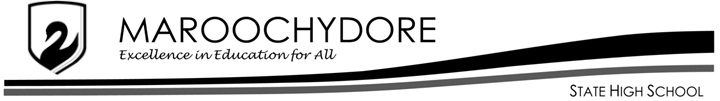 MAROOCHYDORE
Excellence in Education for All
STATE HIGH SCHOOL